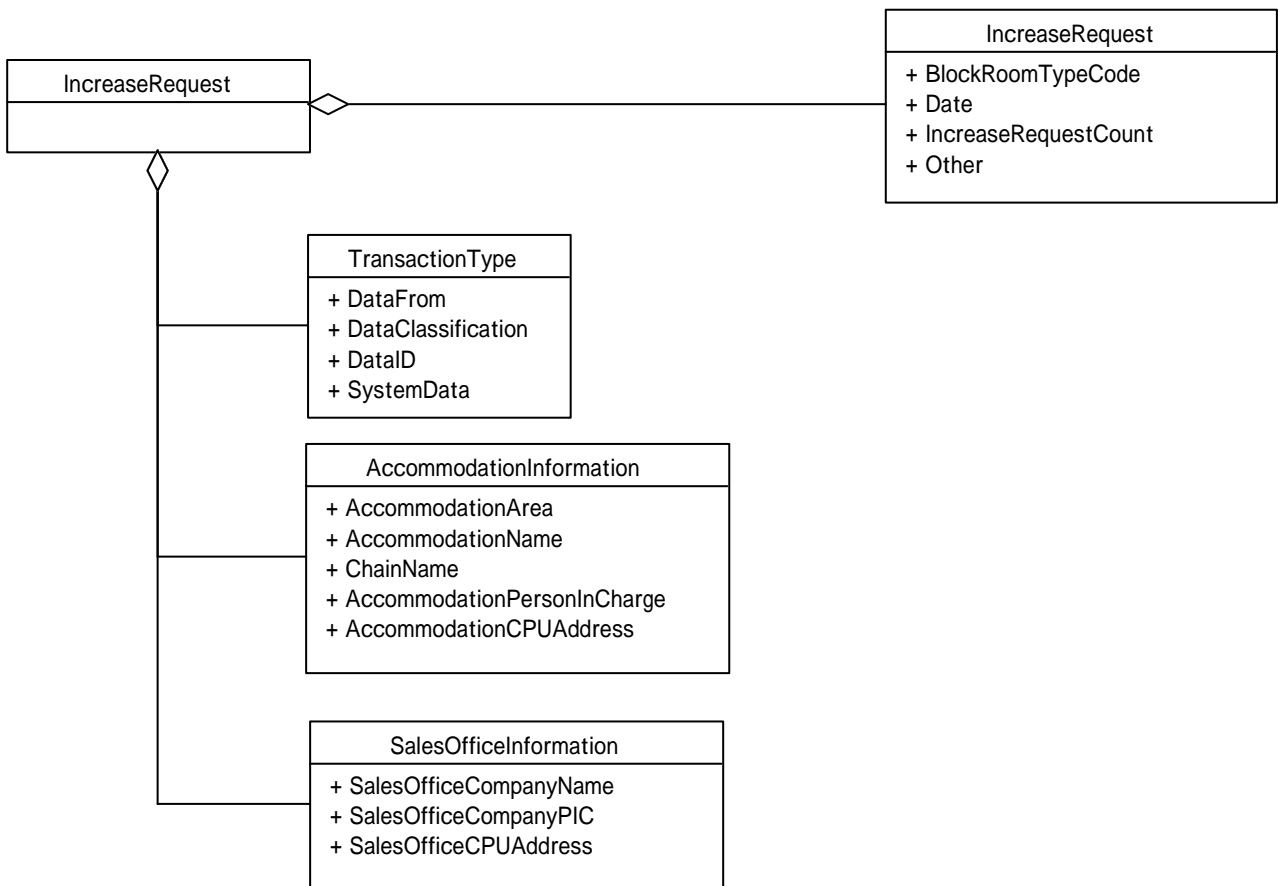 IncreaseRequest
IncreaseRequest
+ BlockRoomTypeCode
+ Date
+ IncreaseRequestCount
+ Other
TransactionType
+ DataFrom
+ DataClassification
+ DataID
+ SystemData
AccommodationInformation
+ AccommodationArea
+ AccommodationName
+ ChainName
+ AccommodationPersonInCharge
+ AccommodationCPUAddress
SalesOfficeInformation
+ SalesOfficeCompanyName
+ SalesOfficeCompanyPIC
+ SalesOfficeCPUAddress